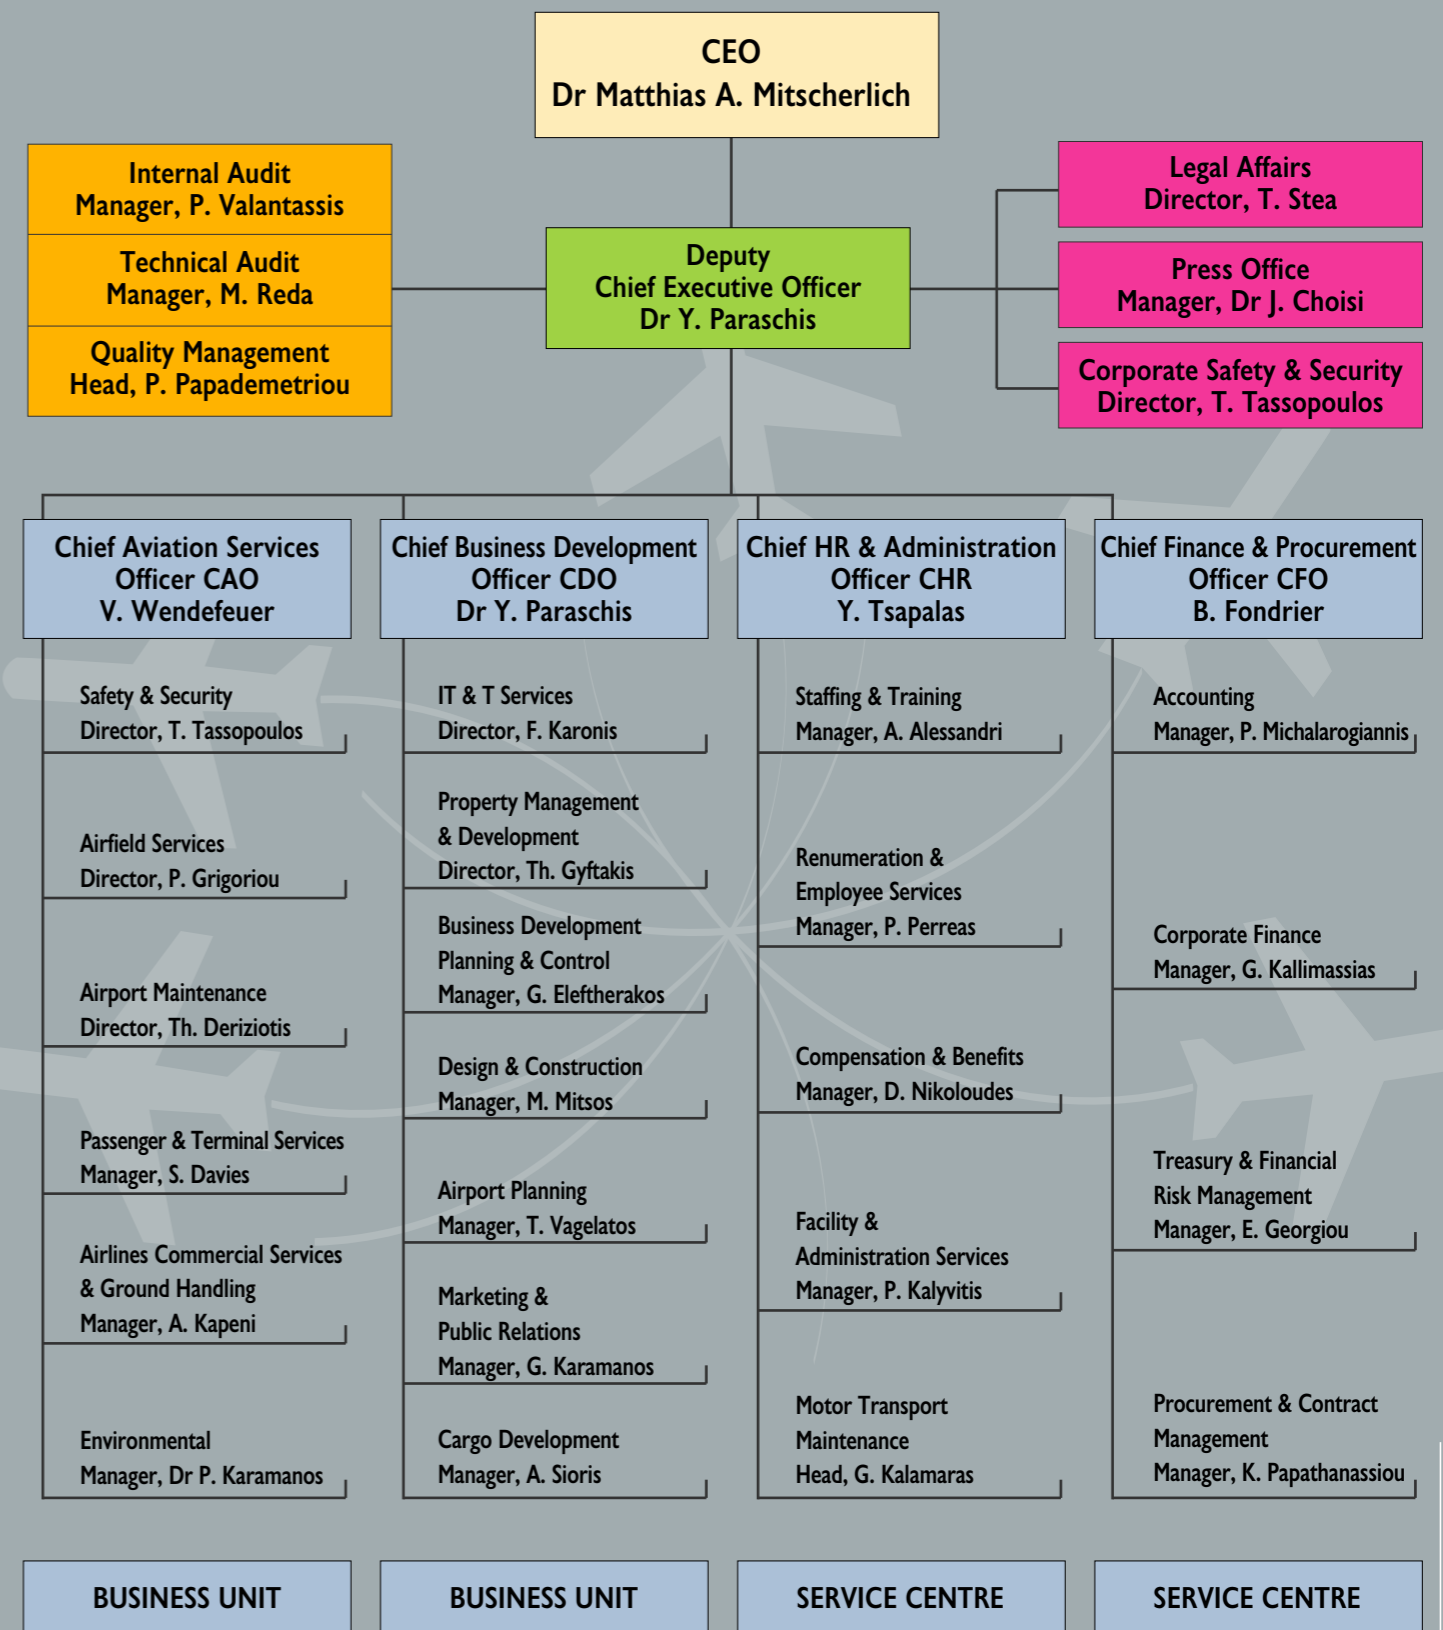 CEO
Dr Matthias A. Mitscherlich
Internal Audit
Manager, P. Valantassis
Technical Audit
Manager, M. Reda
Quality Management
Head, P. Papademetriou
Deputy
Chief Executive Officer
Dr Y. Paraschis
Legal Affairs
Director, T. Stea
Press Office
Manager, Dr J. Choisi
Corporate Safety & Security
Director, T. Tassopoulos
Chief Aviation Services
Officer CAO
V. Wendefeuer
Safety & Security
Director, T. Tassopoulos
Airfield Services
Director, P. Grigoriou
Airport Maintenance
Director, Th. Deriziotis
Passenger & Terminal Services
Manager, S. Davies
Airlines Commercial Services
& Ground Handling
Manager, A. Kapeni
Environmental
Manager, Dr P. Karamanos
BUSINESS UNIT
Chief Business Development
Officer CDO
Dr Y. Paraschis
IT & T Services
Director, F. Karonis
Property Management
& Development
Director, Th. Gyftakis
Business Development
Planning & Control
Manager, G. Eleftherakos
Design & Construction
Manager, M. Mitsos
Airport Planning
Manager, T. Vagelatos
Marketing &
Public Relations
Manager, G. Karamanos
Cargo Development
Manager, A. Sioris
BUSINESS UNIT
Chief HR & Administration
Officer CHR
Y. Tsapalas
Staffing & Training
Manager, A. Alessandri
Renumeration &
Employee Services
Manager, P. Perreas
Compensation & Benefits
Manager, D. Nikoloudes
Facility &
Administration Services
Manager, P. Kalyvitis
Motor Transport
Maintenance
Head, G. Kalamaras
SERVICE CENTRE
Chief Finance & Procurement
Officer CFO
B. Fondrier
Accounting
Manager, P. Michalarogiannis
Corporate Finance
Manager, G. Kallimassias
Treasury & Financial
Risk Management
Manager, E. Georgiou
Procurement & Contract
Management
Manager, K. Papathanassiou
SERVICE CENTRE